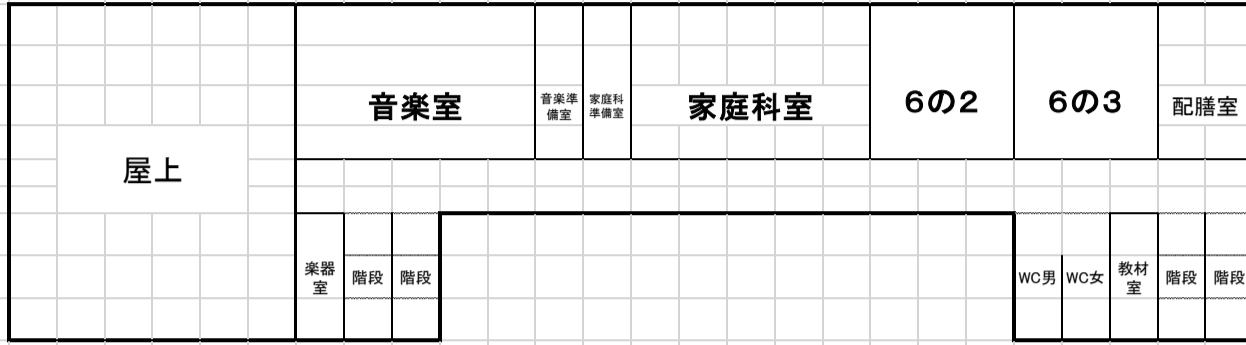 屋上
音楽室
音楽準
備室
家庭科
準備室
家庭科室
6の2
6の3
配膳室
楽器
室
階段
階段
WC男
WC女
教材
室
階段
階段